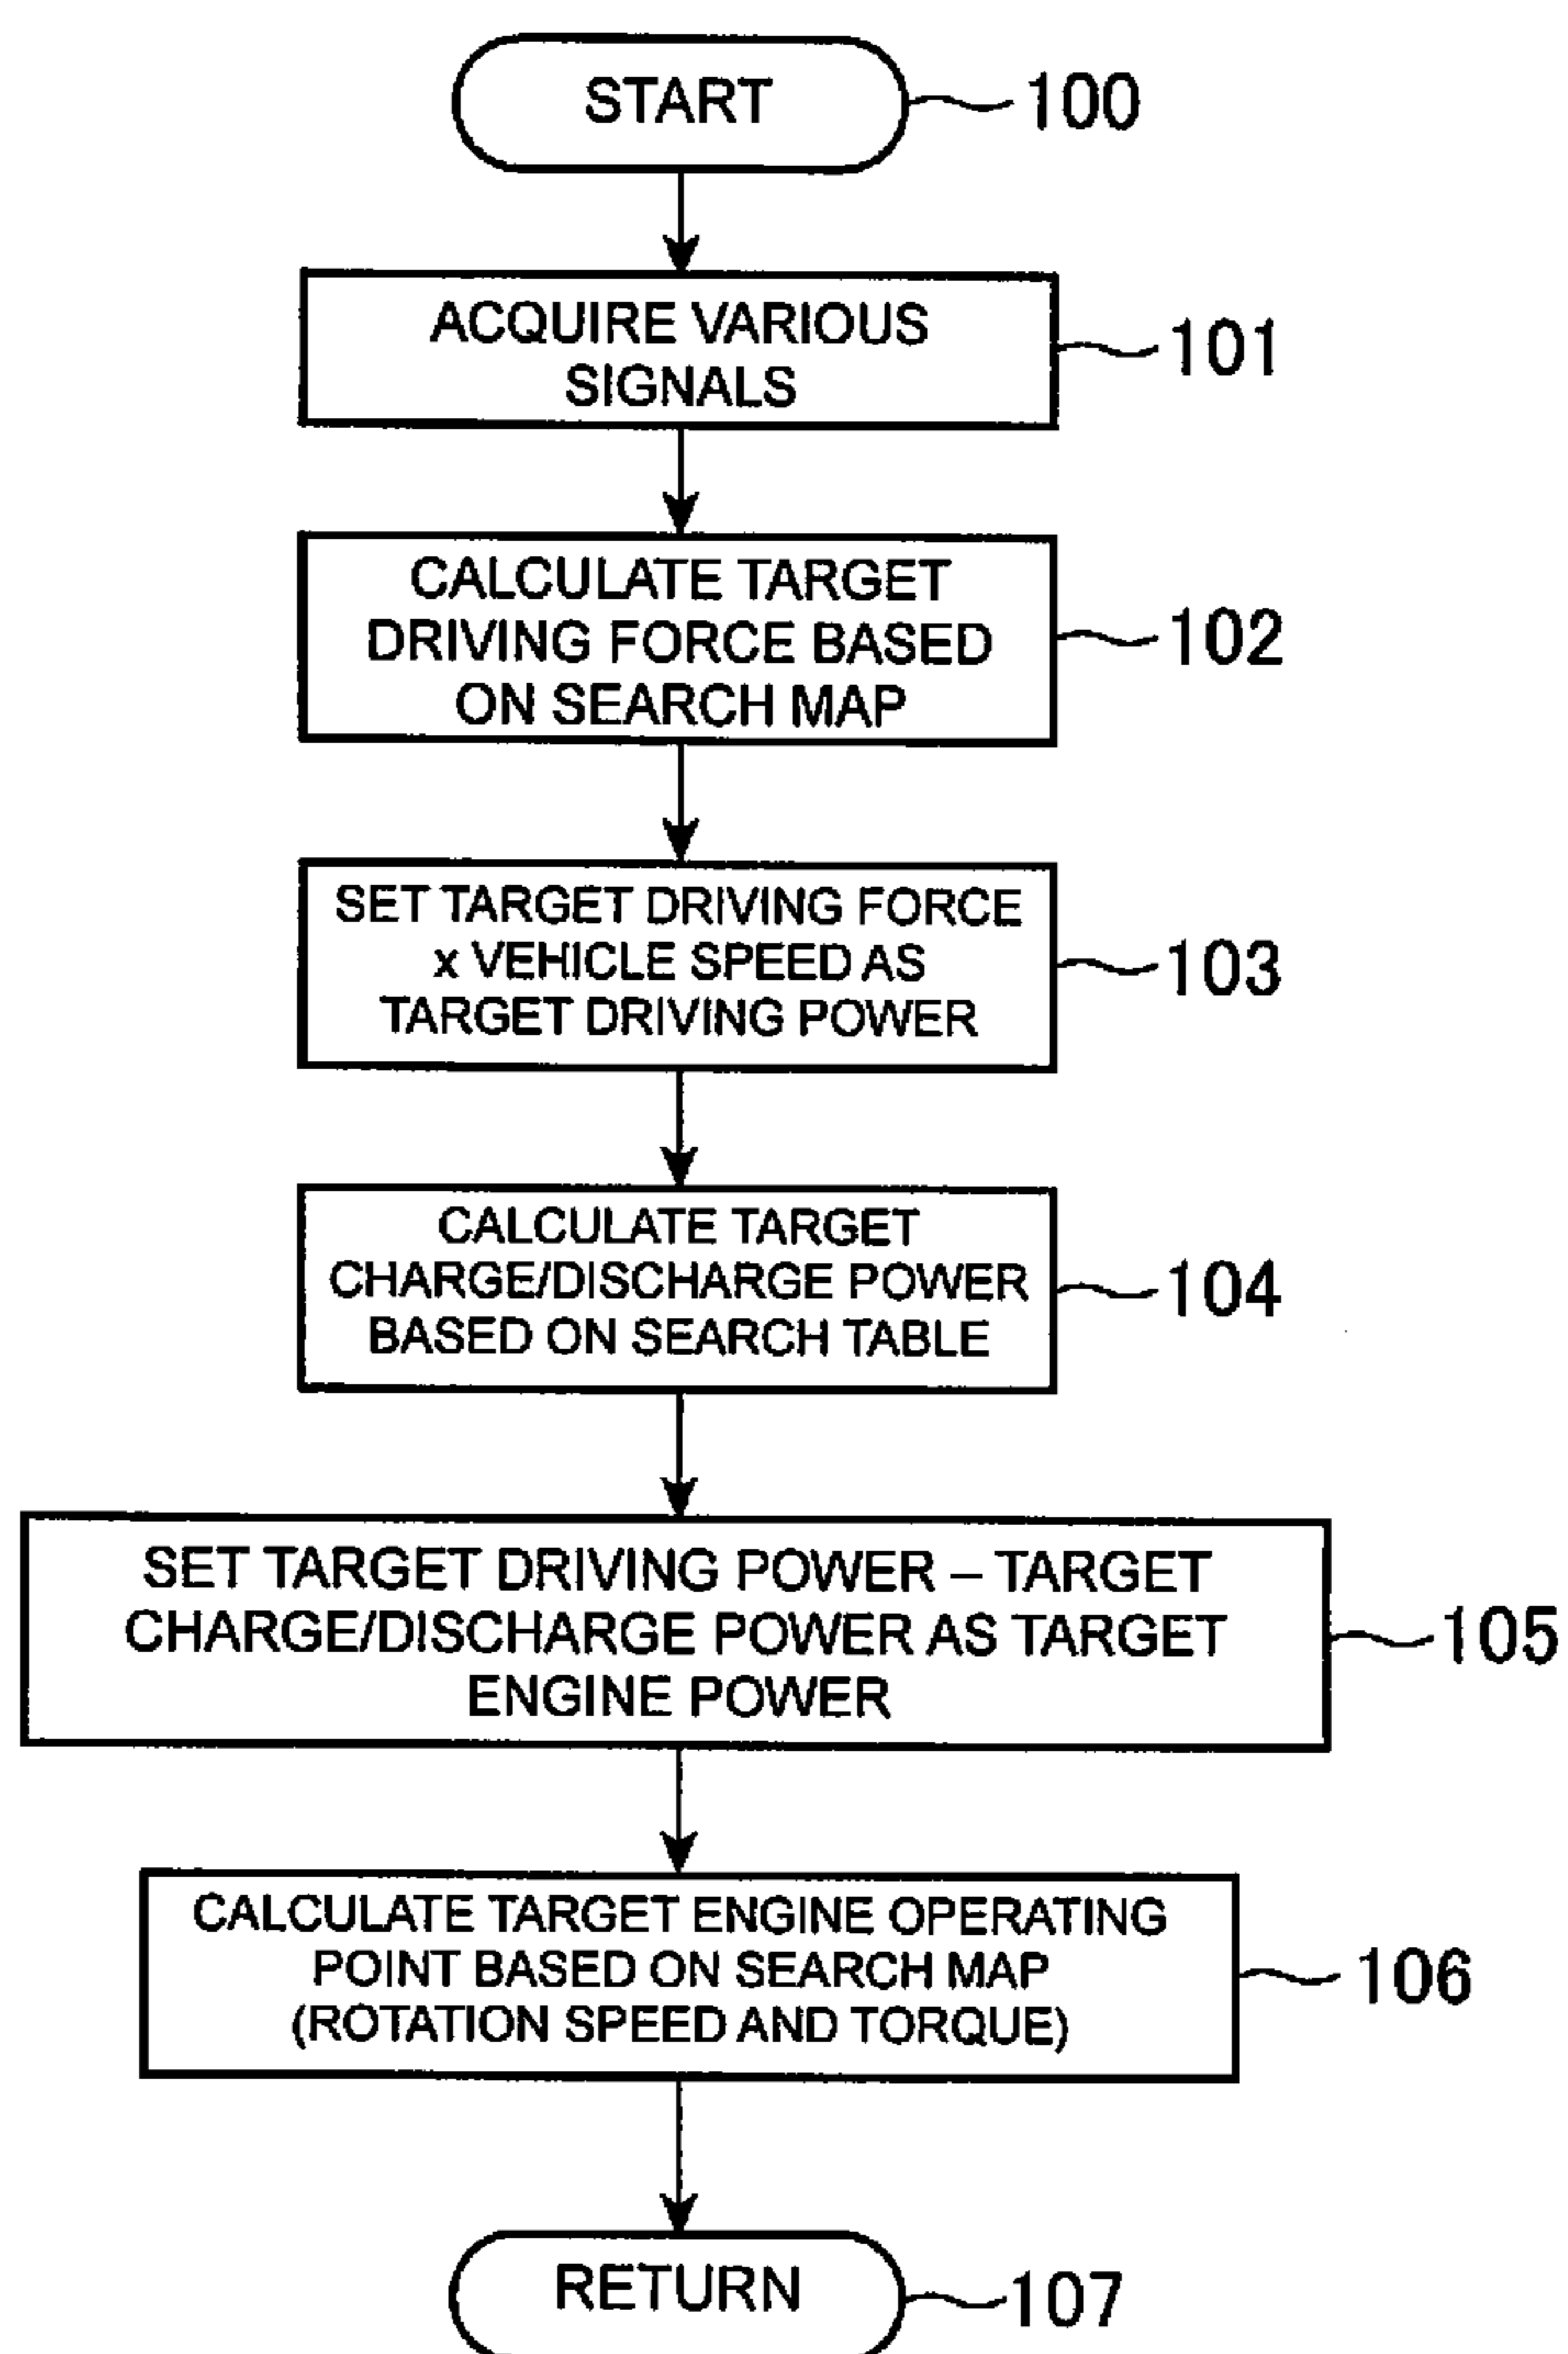 START
100
ACQUIRE VARIOUS
SIGNALS
101
CALCULATE TARGET
DRIVING FORCE BASED
ON SEARCH MAP
102
SET TARGET DRIVING FORCE
x VEHICLE SPEED AS
TARGET DRIVING POWER
103
CALCULATE TARGET
CHARGE/DISCHARGE POWER
BASED ON SEARCH TABLE
104
SET TARGET DRIVING POWER – TARGET
CHARGE/DISCHARGE POWER AS TARGET
ENGINE POWER
105
CALCULATE TARGET ENGINE OPERATING
POINT BASED ON SEARCH MAP
(ROTATION SPEED AND TORQUE)
106
RETURN
107